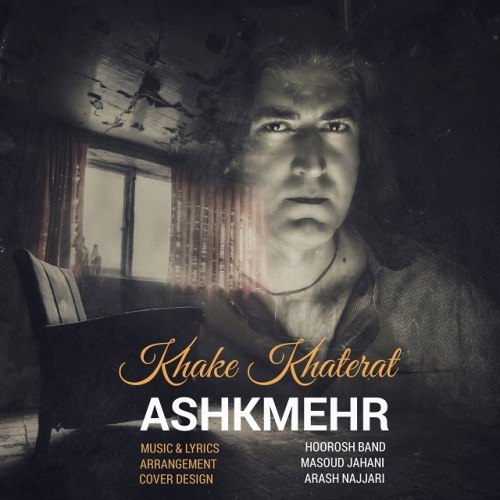 Khake Khaterat
ASHKMEHR
MUSIC & LYRICS HOOROSH BAND
ARRANGEMENT MASOUD JAHANI
COVER DESIGN ARASH NAJJARI